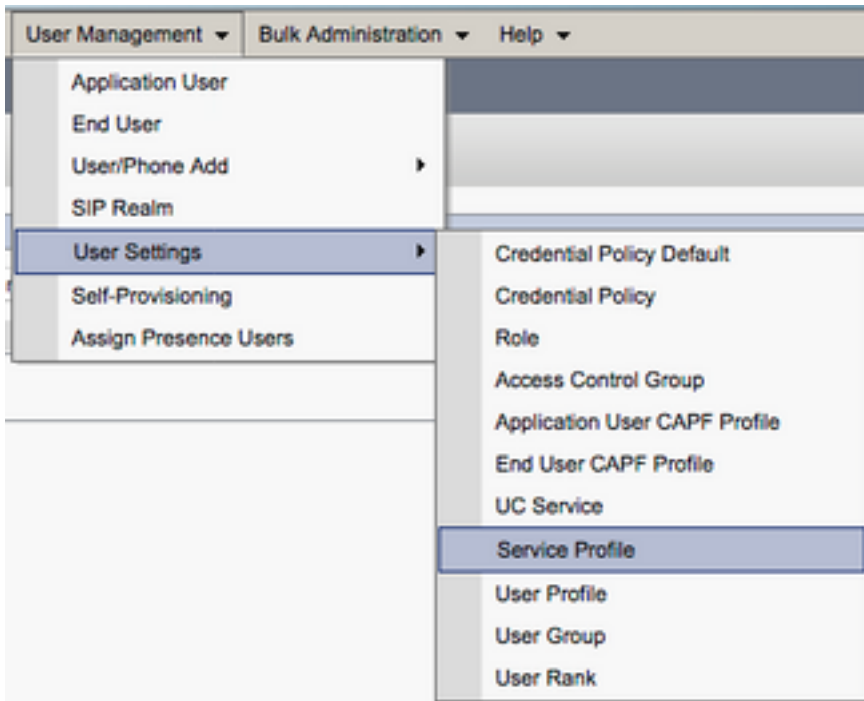 User Management Bulk Administration Help
Application User
End User
User/Phone Add
SIP Realm
User Settings
Self-Provisioning
Assign Presence Users
Credential Policy Default
Credential Policy
Role
Access Control Group
Application User CAPF Profile
End User CAPF Profile
UC Service
Service Profile
User Profile
User Group
User Rank